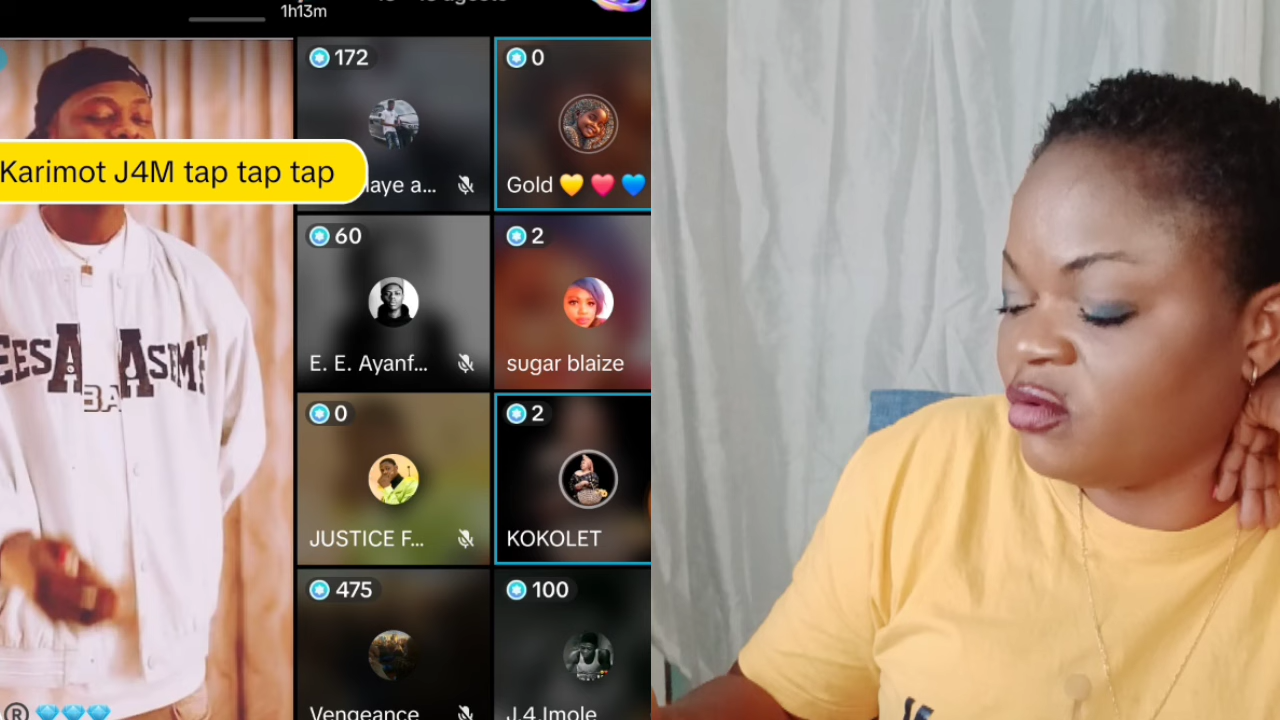 1h13m
172
0
Karimot J4M tap tap tap
laye a...
Gold 💛 ❤️ 💙
60
2
E. E. Ayanf...
sugar blaize
0
2
JUSTICE F...
KOKOLET
475
100
® 💎💎💎
Vengeance
J.4.Imole